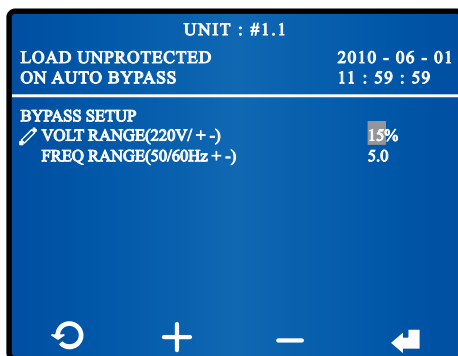 UNIT : #1.1
LOAD UNPROTECTED 2010 - 06 - 01
ON AUTO BYPASS 11 : 59 : 59
BYPASS SETUP
VOLT RANGE(220V/ + -) 15%
FREQ RANGE(50/60Hz + -) 5.0